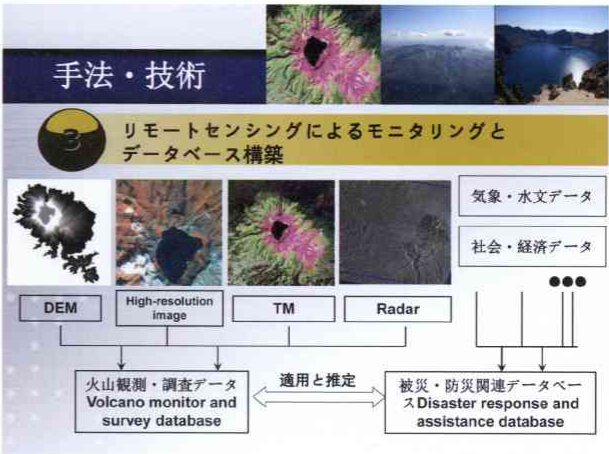 手法・技術
3
リモートセンシングによるモニタリングと
データベース構築
気象・水文データ
社会・経済データ
DEM
High-resolution
image
TM
Radar
火山観測・調査データ
Volcano monitor and
survey database
適用と推定
被災・防災関連データベー
スDisaster response and
assistance database